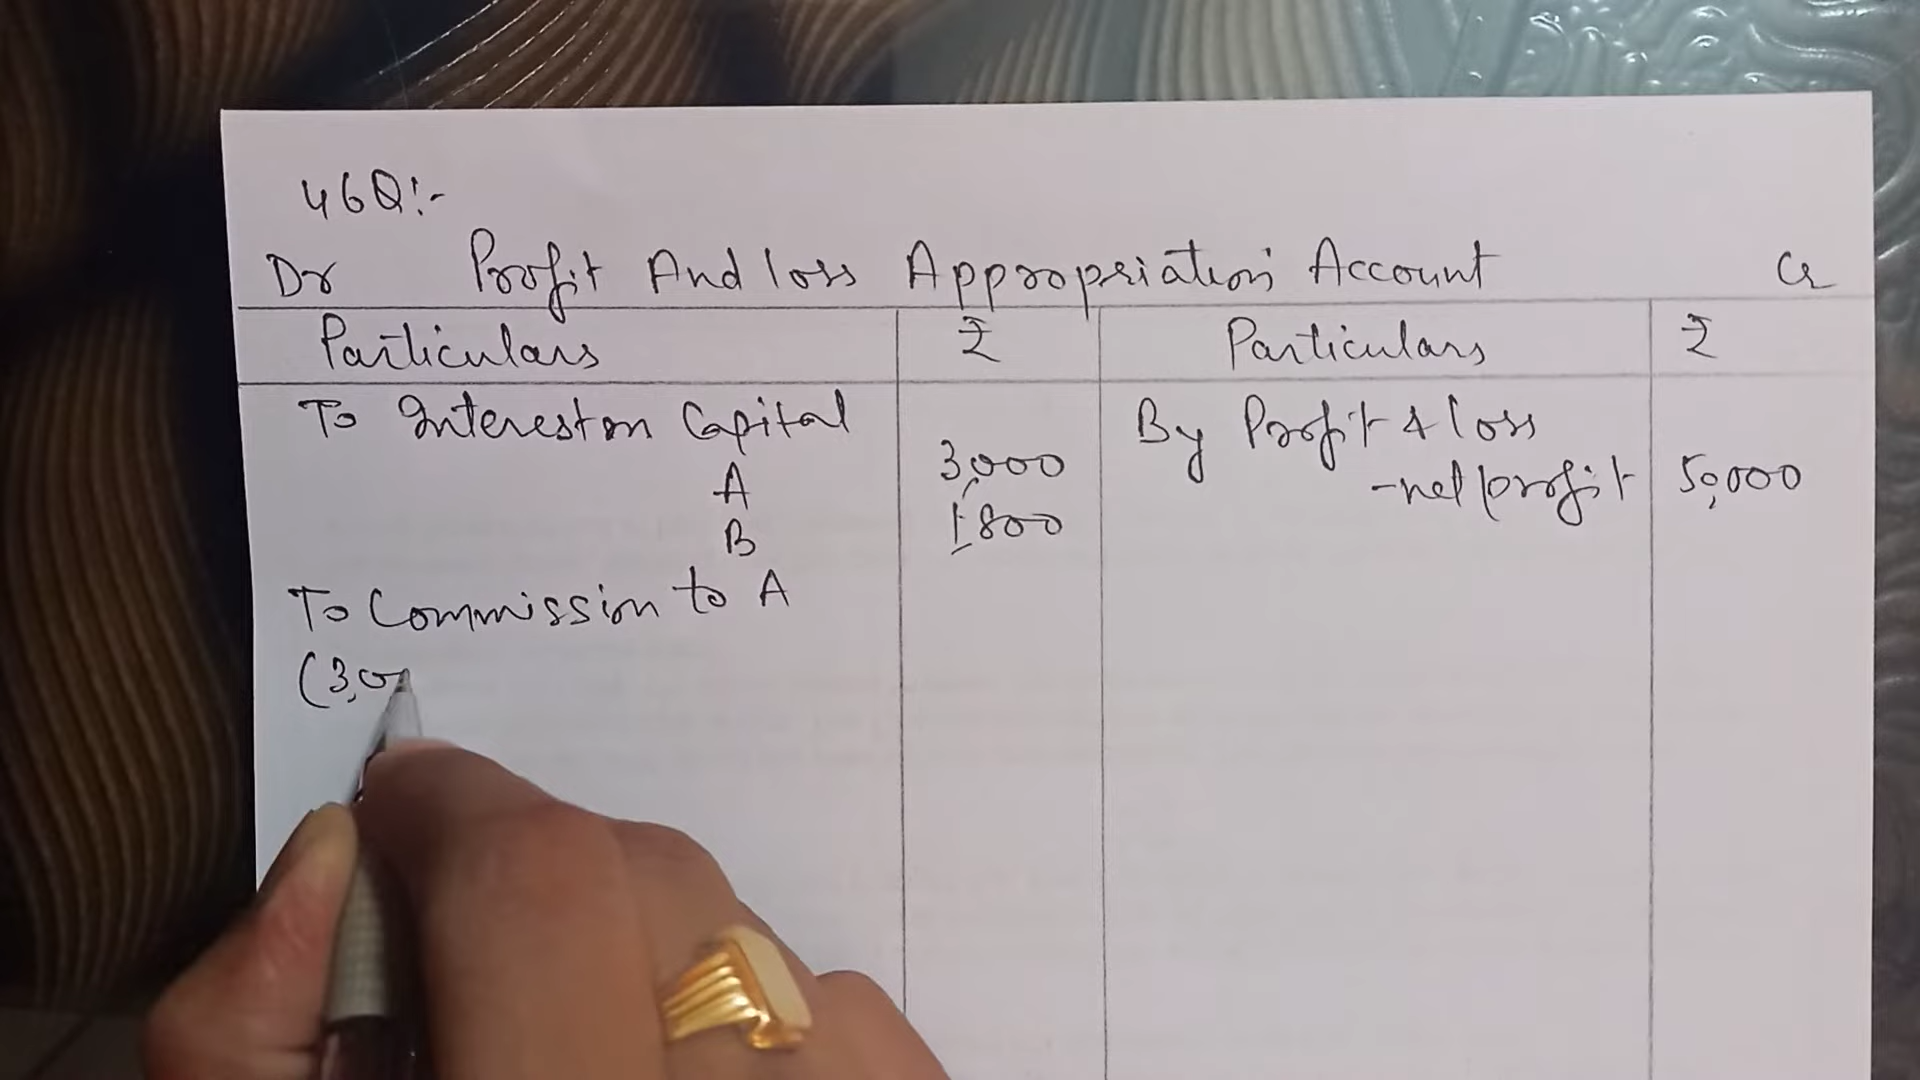 46Q:-
Dr Profit And loss Appropriation Account Cr
Particulars ₹ Particulars ₹
To Interest on Capital By Profit & loss
A 3,000 -net profit 50,000
B 1,800
To Commission to A
(3,00